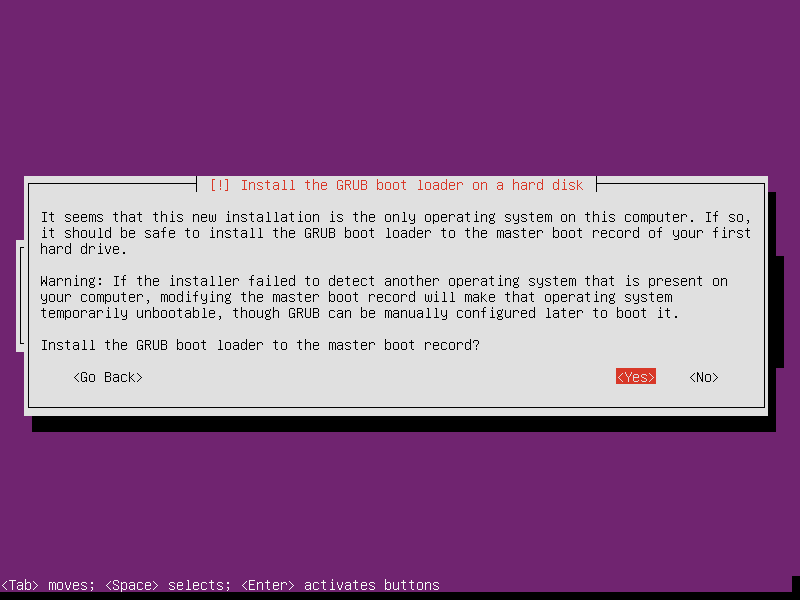 [!] Install the GRUB boot loader on a hard disk
It seems that this new installation is the only operating system on this computer. If so,
it should be safe to install the GRUB boot loader to the master boot record of your first
hard drive.
Warning: If the installer failed to detect another operating system that is present on
your computer, modifying the master boot record will make that operating system
temporarily unbootable, though GRUB can be manually configured later to boot it.
Install the GRUB boot loader to the master boot record?
<Go Back> <Yes> <No>
<Tab> moves; <Space> selects; <Enter> activates buttons